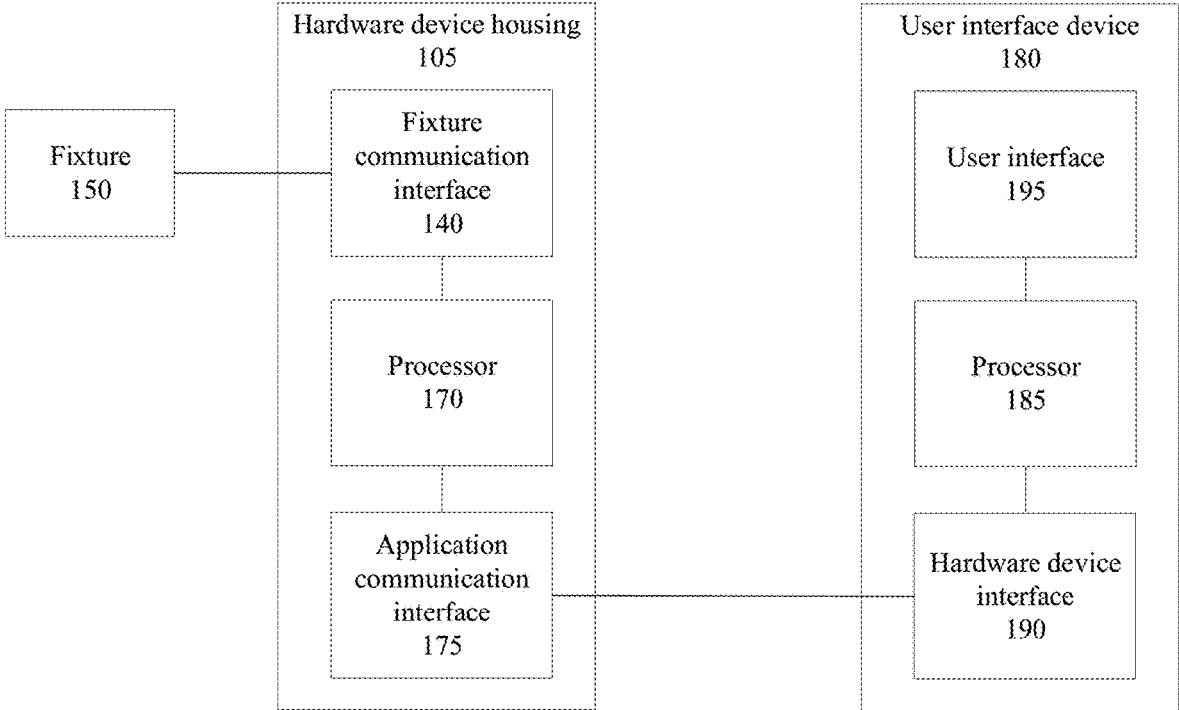 Hardware device housing
105
User interface device
180
Fixture
150
Fixture
communication
interface
140
User interface
195
Processor
170
Processor
185
Application
communication
interface
175
Hardware device
interface
190